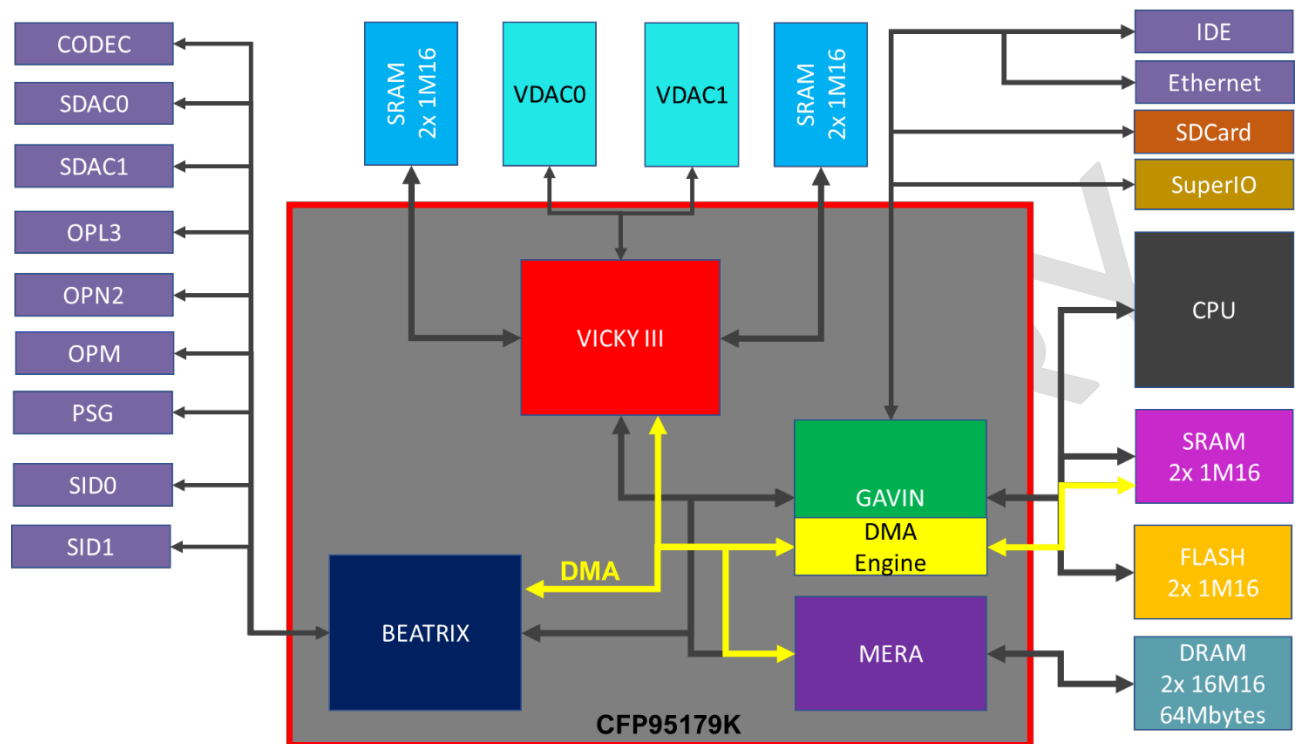 CODEC
SDAC0
SDAC1
OPL3
OPN2
OPM
PSG
SID0
SID1
SRAM
2x 1M16
VDAC0
VDAC1
SRAM
2x 1M16
IDE
Ethernet
SDCard
SuperIO
CPU
SRAM
2x 1M16
FLASH
2x 1M16
DRAM
2x 16M16
64Mbytes
VICKY III
GAVIN
DMA
Engine
DMA
BEATRIX
MERA
CFP95179K